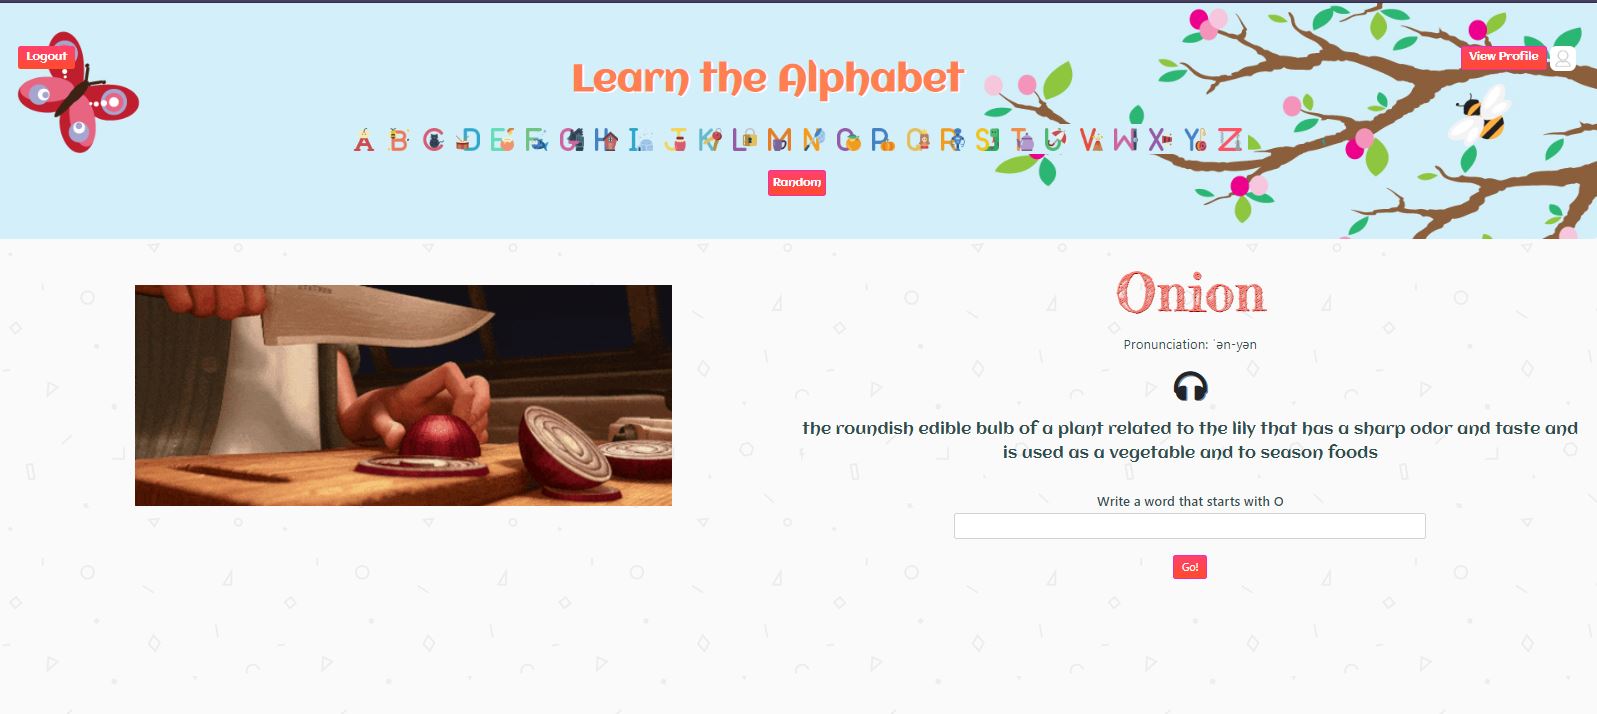 Logout
View Profile
Learn the Alphabet
A B C D E F G H I J K L M N O P Q R S T U V W X Y Z
Random
Onion
Pronunciation: ˈən-yən
the roundish edible bulb of a plant related to the lily that has a sharp odor and taste and
is used as a vegetable and to season foods
Write a word that starts with O
Go!